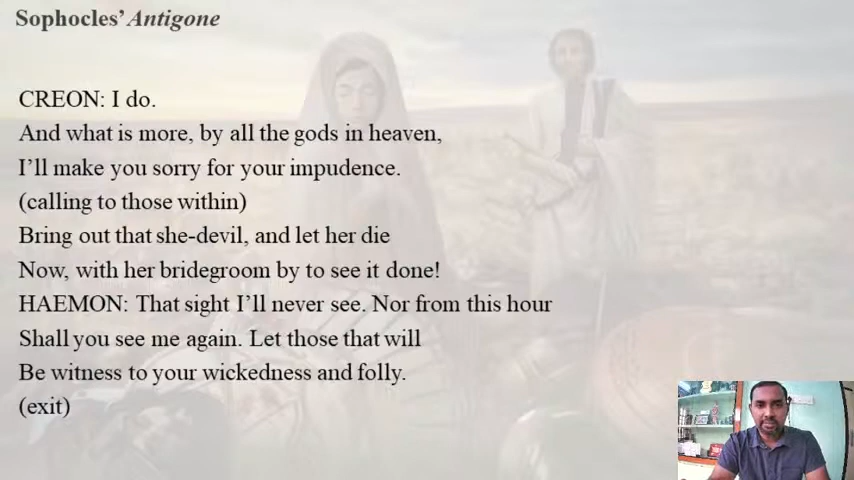 Sophocles' Antigone
CREON: I do.
And what is more, by all the gods in heaven,
I'll make you sorry for your impudence.
(calling to those within)
Bring out that she-devil, and let her die
Now, with her bridegroom by to see it done!
HAEMON: That sight I'll never see. Nor from this hour
Shall you see me again. Let those that will
Be witness to your wickedness and folly.
(exit)